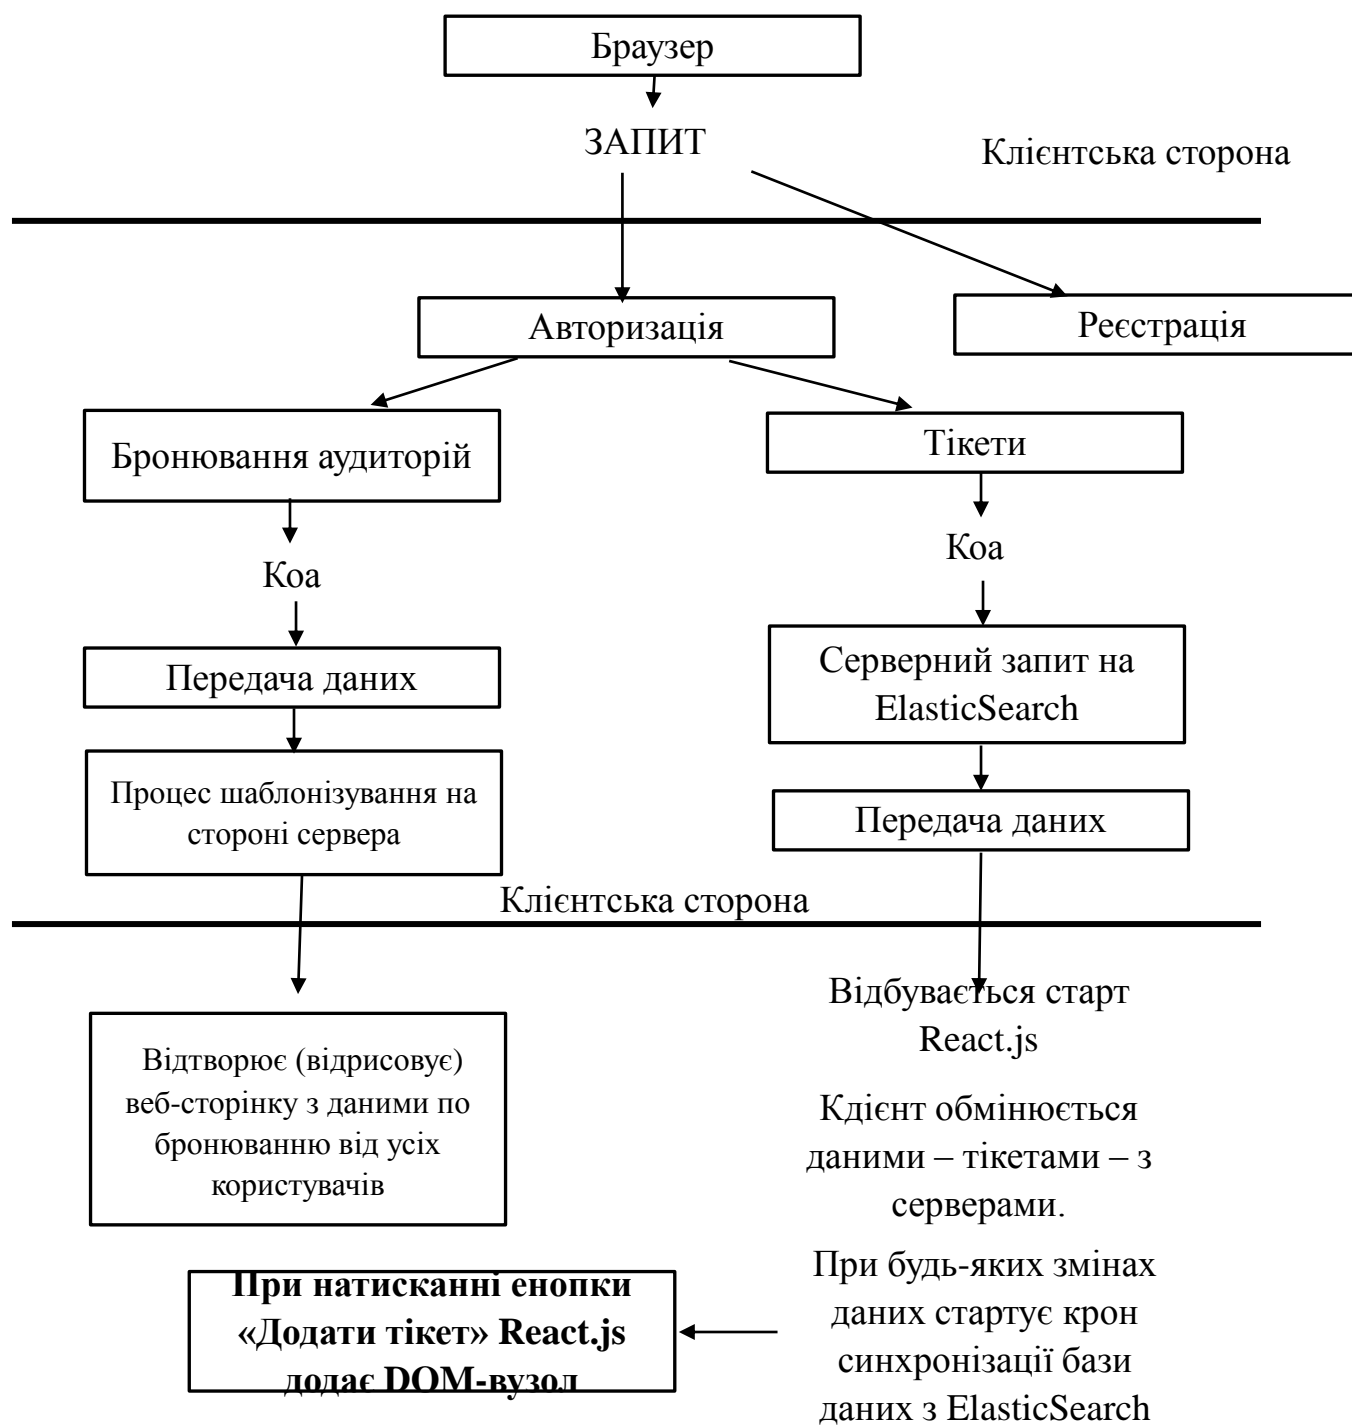 Браузер
ЗАПИТ
Клієнтська сторона
Авторизація
Реєстрація
Бронювання аудиторій
Тікети
Коа
Коа
Передача даних
Серверний запит на
ElasticSearch
Процес шаблонізування на
стороні сервера
Передача даних
Клієнтська сторона
Відбувається старт
React.js
Відтворює (відрисовує)
веб-сторінку з даними по
бронюванню від усіх
користувачів
Кдієнт обмінюється
даними – тікетами – з
серверами.
При натисканні енопки
«Додати тікет» React.js
додає DOM-вузол
При будь-яких змінах
даних стартує крон
синхронізації бази
даних з ElasticSearch